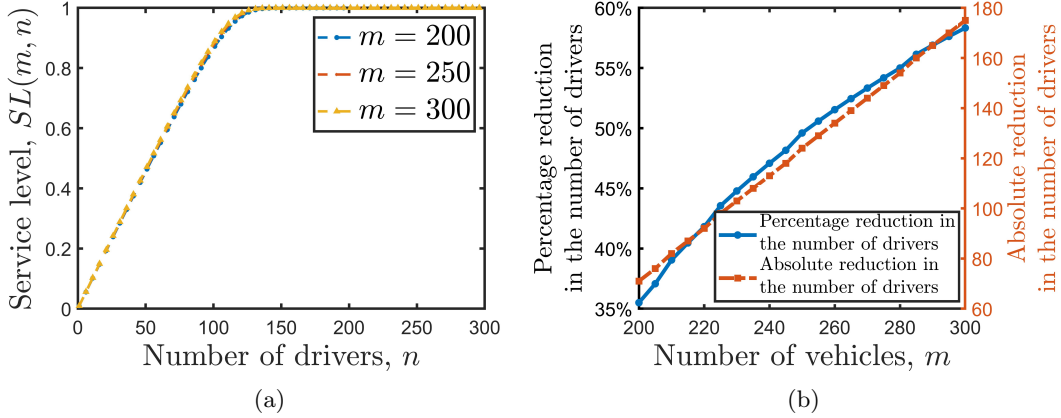 Service level, SL(m, n)
1
0.8
0.6
0.4
0.2
0
0
50
100
150
200
250
300
Number of drivers, n
m = 200
m = 250
m = 300
(a)
Percentage reduction
in the number of drivers
60%
55%
50%
45%
40%
35%
200
220
240
260
280
300
Number of vehicles, m
Percentage reduction in
the number of drivers
Absolute reduction in
the number of drivers
180
160
140
120
100
80
60
Absolute reduction
in the number of drivers
(b)